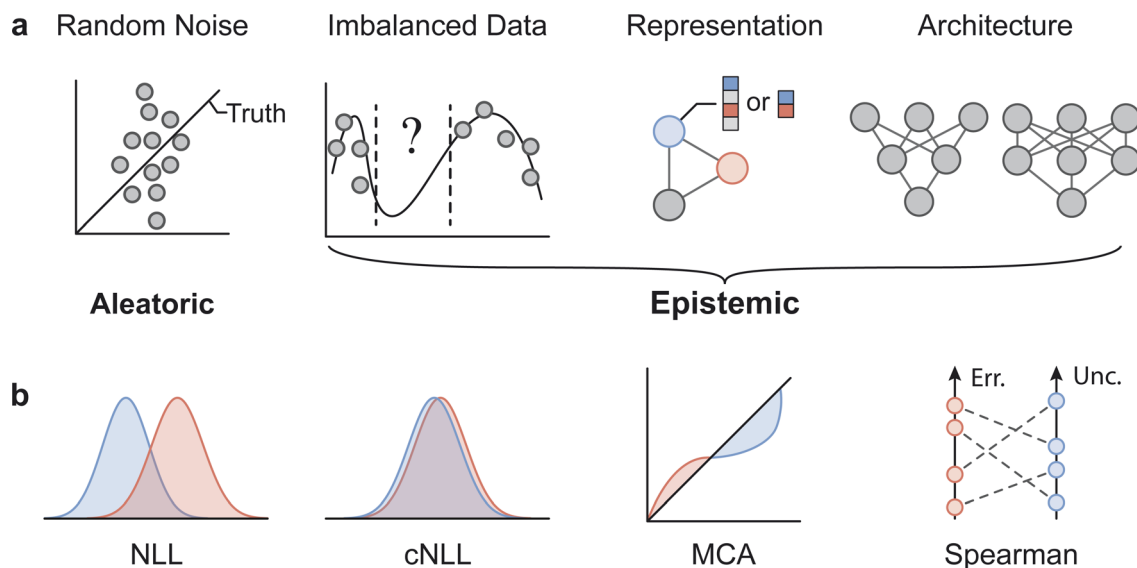 a
Random Noise
Imbalanced Data
Representation
Architecture
Truth
?
or
Aleatoric
Epistemic
b
Err.
Unc.
NLL
cNLL
MCA
Spearman